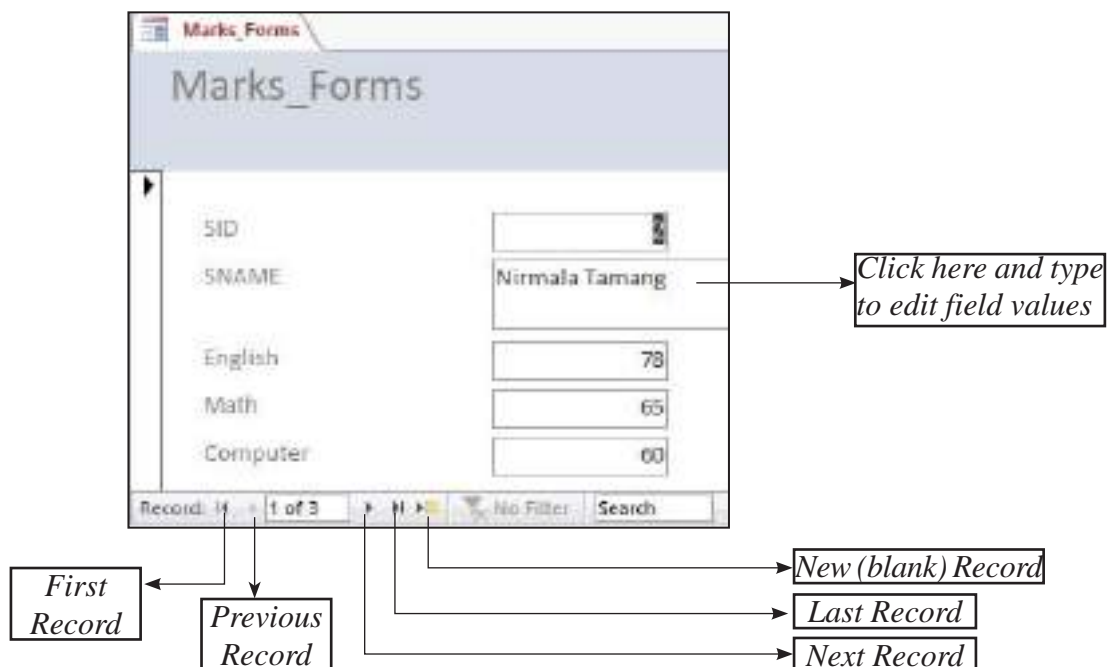 Marks_Forms
Marks_Forms
SID
SNAME
Nirmala Tamang
Click here and type
to edit field values
English
78
Math
65
Computer
60
Record:
1 of 3
No Filter
Search
First
Record
Previous
Record
New (blank) Record
Last Record
Next Record